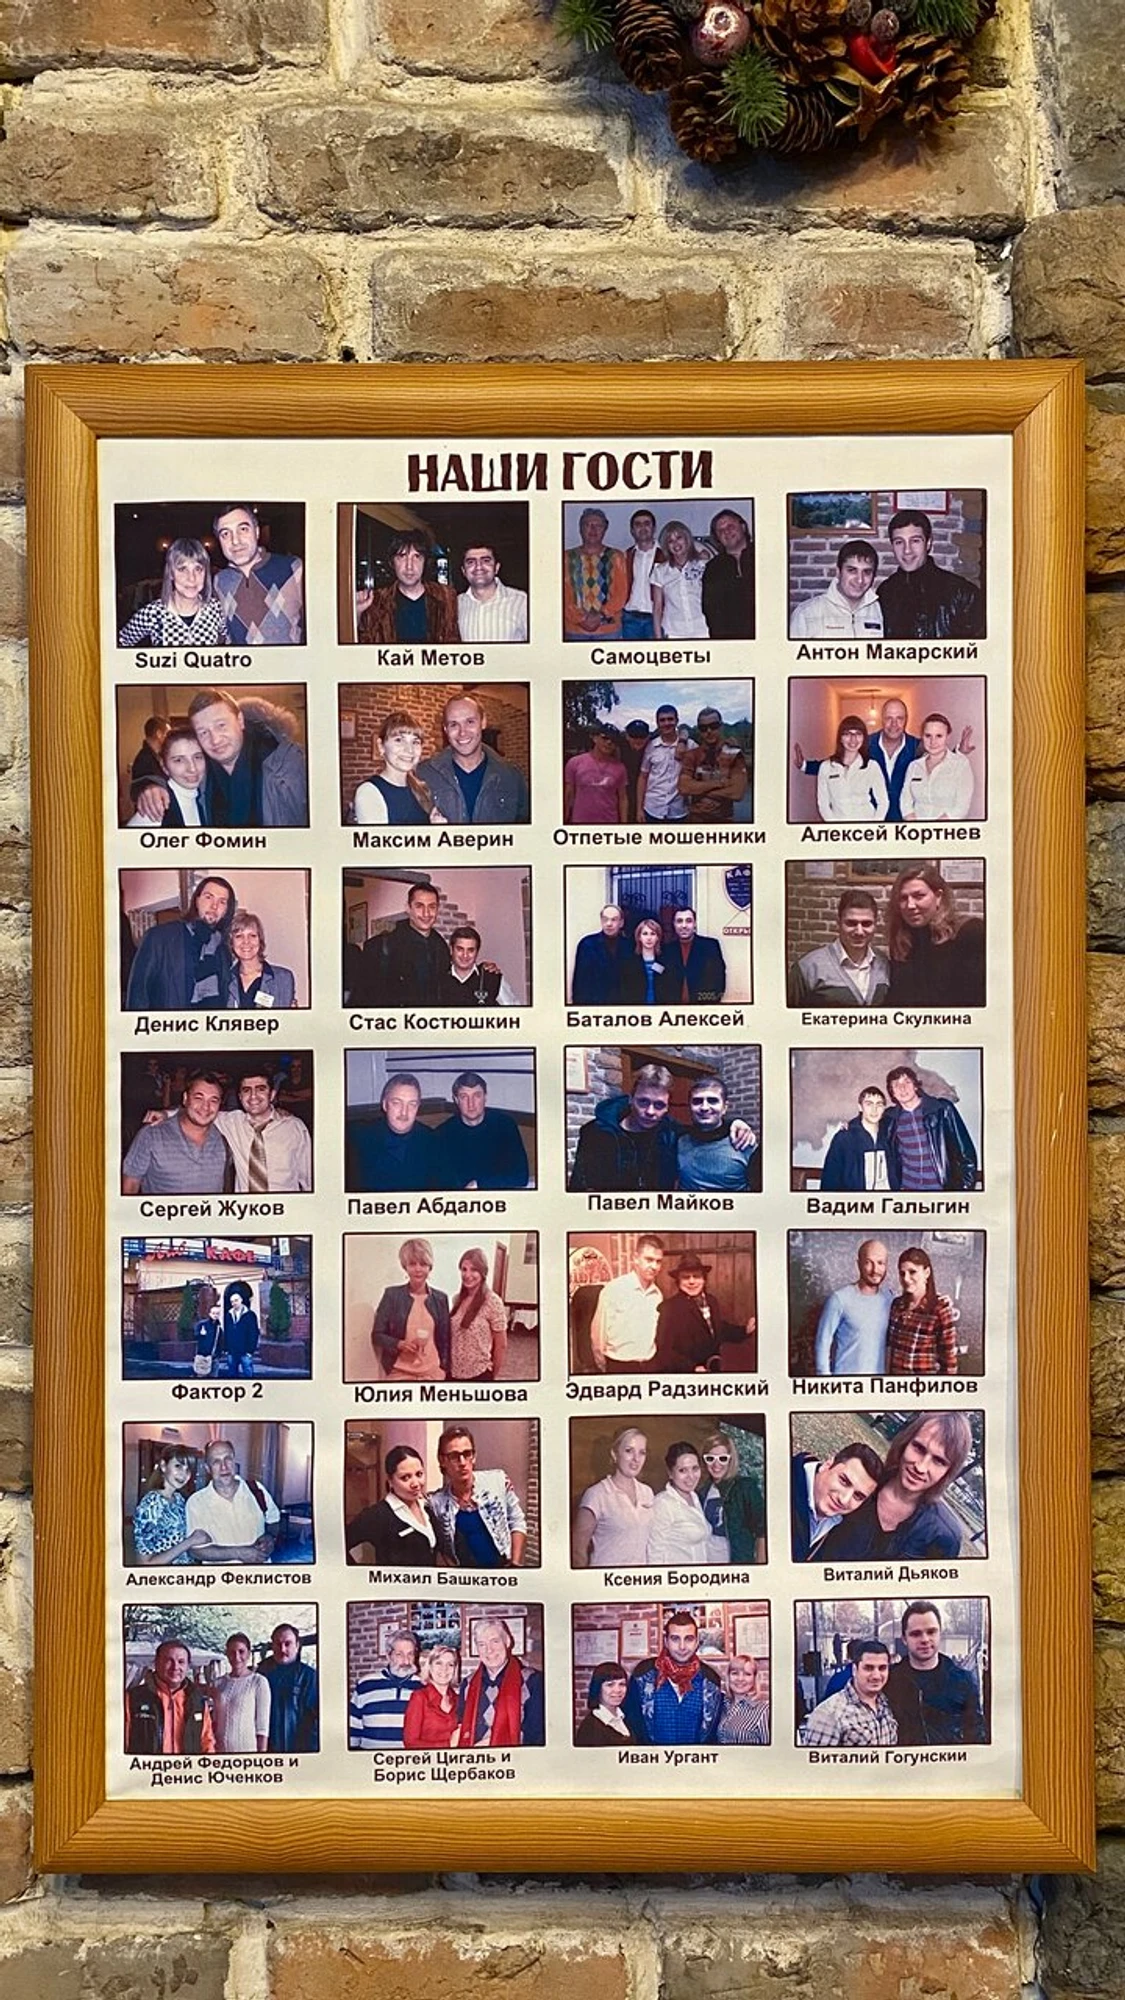 НАШИ ГОСТИ
Suzi Quatro
Кай Метов
Самоцветы
Антон Макарский
Олег Фомин
Максим Аверин
Отпетые мошенники
Алексей Кортнев
Денис Клявер
Стас Костюшкин
Баталов Алексей
Екатерина Скулкина
Сергей Жуков
Павел Абдалов
Павел Майков
Вадим Галыгин
КАФЕ
Фактор 2
Юлия Меньшова
Эдвард Радзинский
Никита Панфилов
Александр Феклистов
Михаил Башкатов
Ксения Бородина
Виталий Дьяков
Андрей Федорцов и
Денис Юченков
Сергей Цигаль и
Борис Щербаков
Иван Ургант
Виталий Гогунскии